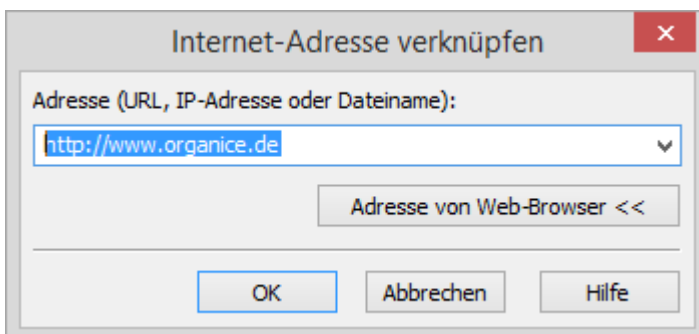 Internet-Adresse verknüpfen
Adresse (URL, IP-Adresse oder Dateiname):
http://www.organice.de
Adresse von Web-Browser <<
OK Abbrechen Hilfe